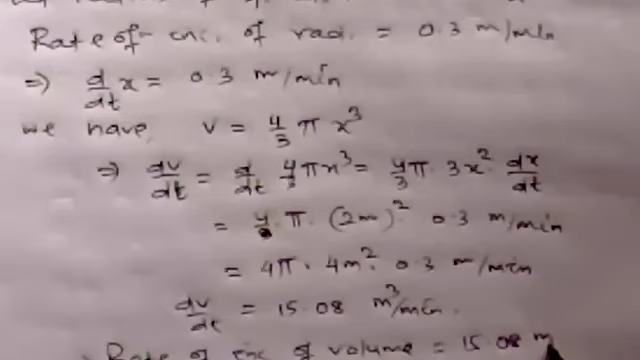 Rate of inc. of radi. = 0.3 m/min
⇒ d/dt x = 0.3 m/min
we have, v = 4/3 π x³
⇒ dv/dt = d/dt 4/3 π x³ = 4/3 π · 3x² · dx/dt
= 4 · π · (2m)² 0.3 m/min
= 4π · 4m² · 0.3 m/min
dv/dt = 15.08 m³/min.
Rate of inc of volume = 15.08 m